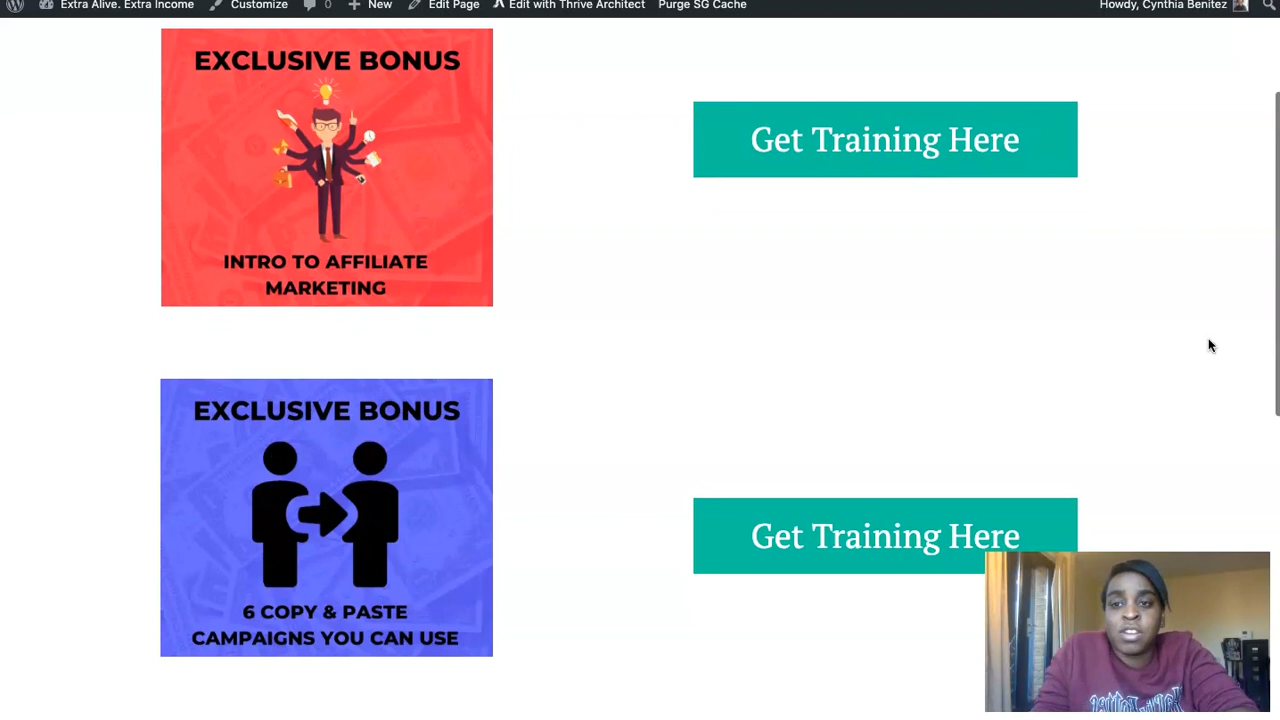 Extra Alive. Extra Income Customize 0 New Edit Page Edit with Thrive Architect Purge SG Cache Howdy, Cynthia Benitez
EXCLUSIVE BONUS
INTRO TO AFFILIATE
MARKETING
Get Training Here
EXCLUSIVE BONUS
6 COPY & PASTE
CAMPAIGNS YOU CAN USE
Get Training Here